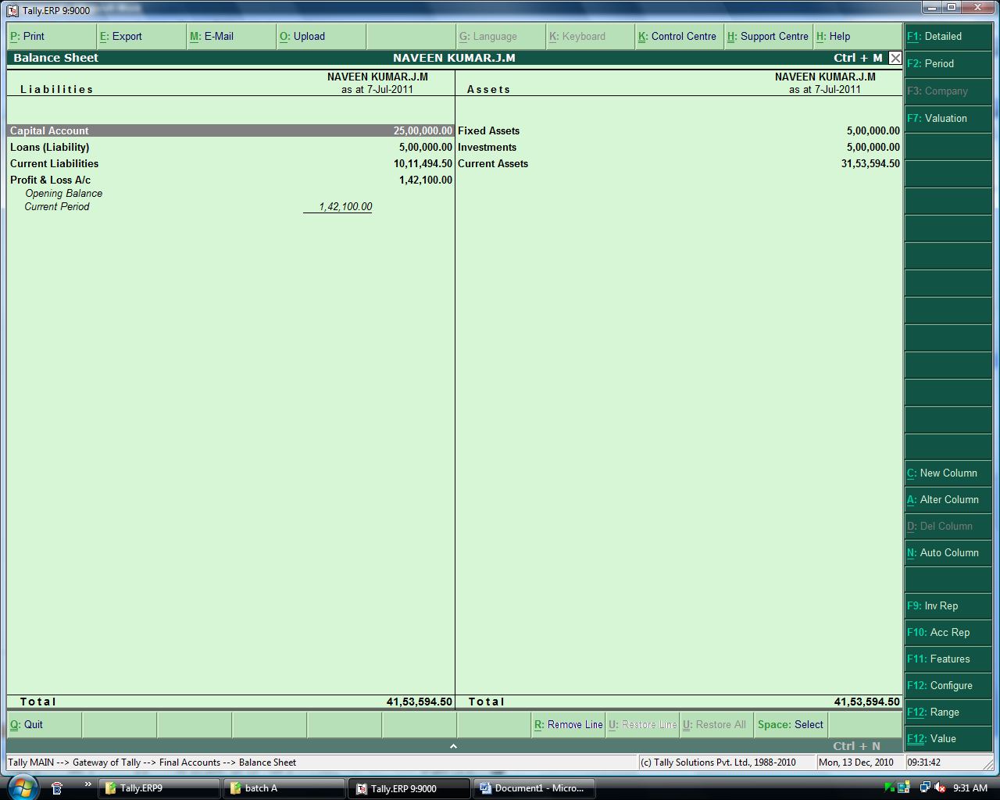 Tally.ERP 9:9000
P: Print E: Export M: E-Mail O: Upload G: Language K: Keyboard K: Control Centre H: Support Centre H: Help
Balance Sheet NAVEEN KUMAR.J.M Ctrl + M
NAVEEN KUMAR.J.M NAVEEN KUMAR.J.M
Liabilities as at 7-Jul-2011 Assets as at 7-Jul-2011
Capital Account 25,00,000.00 Fixed Assets 5,00,000.00
Loans (Liability) 5,00,000.00 Investments 5,00,000.00
Current Liabilities 10,11,494.50 Current Assets 31,53,594.50
Profit & Loss A/c 1,42,100.00
Opening Balance
Current Period 1,42,100.00
Total 41,53,594.50 Total 41,53,594.50
F1: Detailed
F2: Period
F3: Company
F7: Valuation
C: New Column
A: Alter Column
D: Del Column
N: Auto Column
F9: Inv Rep
F10: Acc Rep
F11: Features
F12: Configure
F12: Range
F12: Value
Q: Quit R: Remove Line U: Restore Line U: Restore All Space: Select
Ctrl + N
Tally MAIN --> Gateway of Tally --> Final Accounts --> Balance Sheet (c) Tally Solutions Pvt. Ltd., 1988-2010 Mon, 13 Dec, 2010 09:31:42
Tally.ERP9 batch A Tally.ERP 9:9000 Document1 - Micro... 9:31 AM